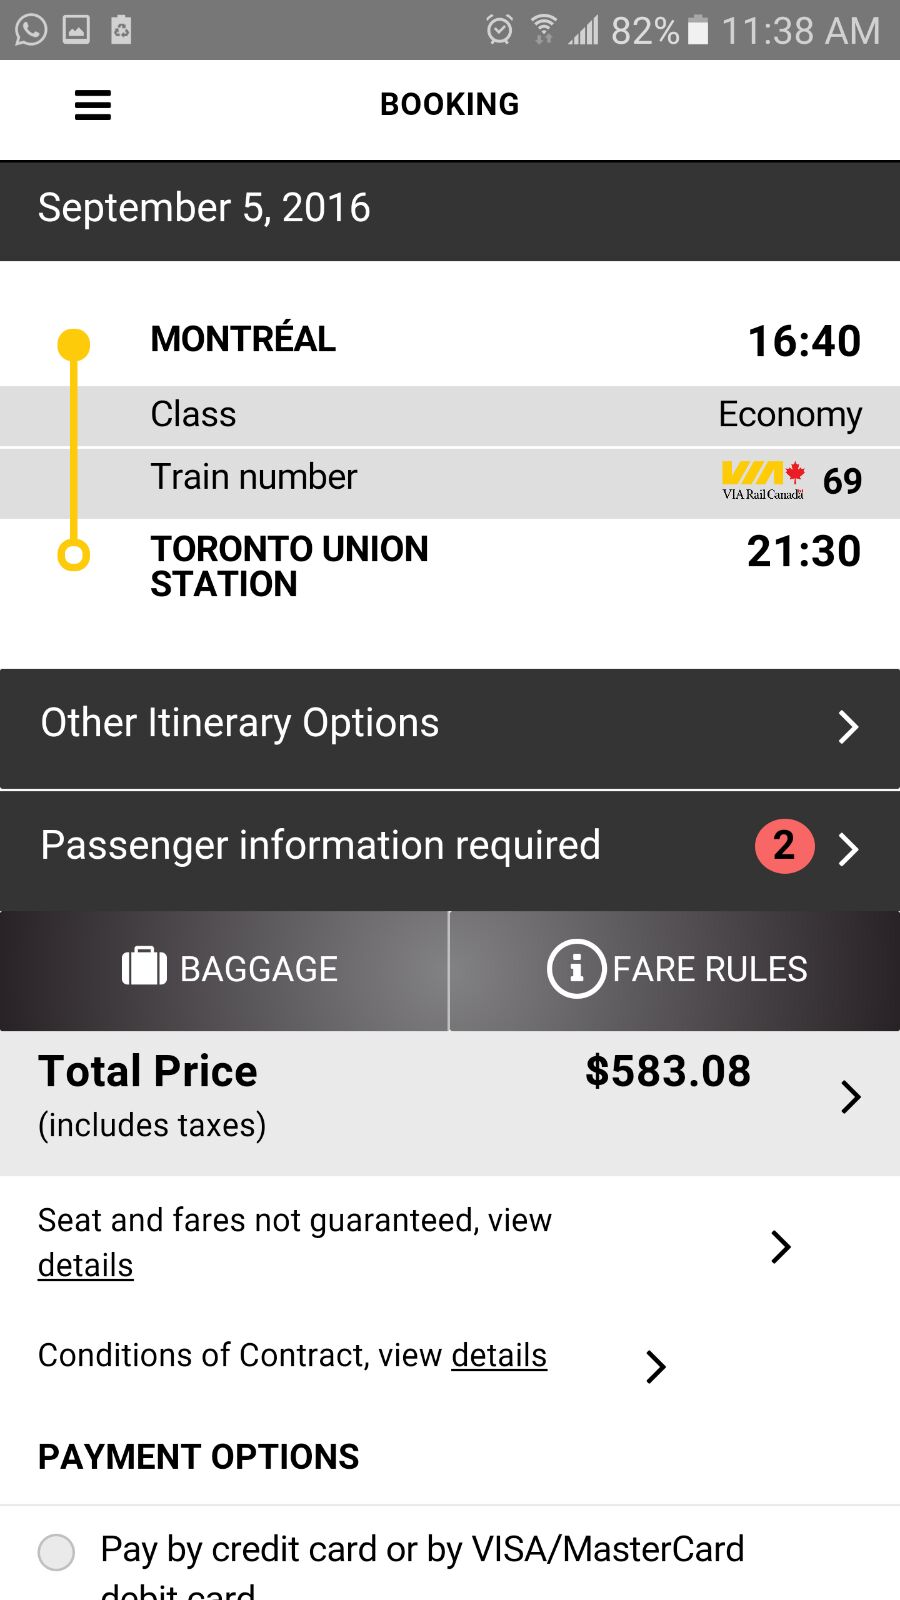 82% 11:38 AM
BOOKING
September 5, 2016
MONTRÉAL 16:40
Class Economy
Train number VIA Rail Canada 69
TORONTO UNION 21:30
STATION
Other Itinerary Options
Passenger information required 2
BAGGAGE FARE RULES
Total Price $583.08
(includes taxes)
Seat and fares not guaranteed, view
details
Conditions of Contract, view details
PAYMENT OPTIONS
Pay by credit card or by VISA/MasterCard
debit card